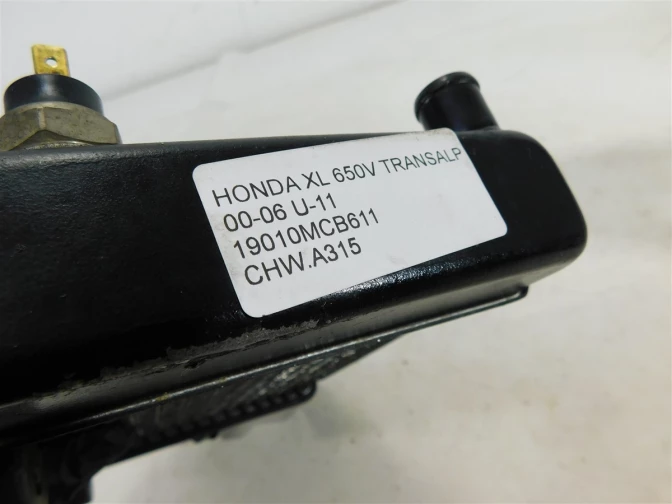 HONDA XL 650V TRANSALP
00-06 U-11
19010MCB611
CHW.A315